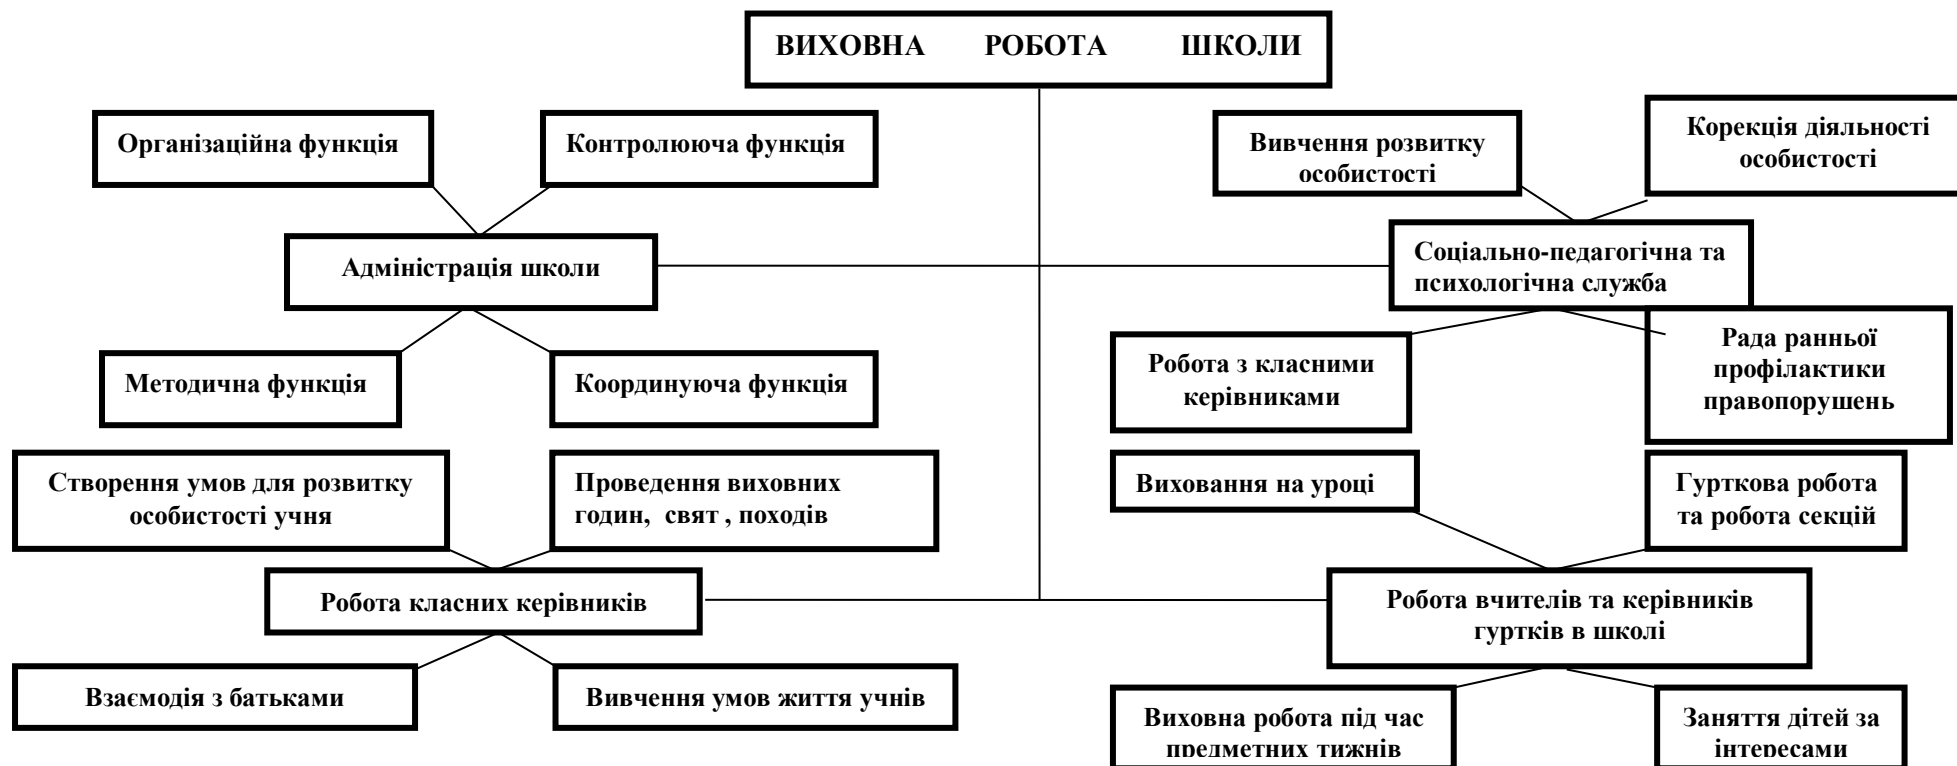 ВИХОВНА РОБОТА ШКОЛИ
Організаційна функція
Контролююча функція
Вивчення розвитку
особистості
Корекція діяльності
особистості
Адміністрація школи
Соціально-педагогічна та
психологічна служба
Методична функція
Координуюча функція
Робота з класними
керівниками
Рада ранньої
профілактики
правопорушень
Створення умов для розвитку
особистості учня
Проведення виховних
годин, свят , походів
Виховання на уроці
Гурткова робота
та робота секцій
Робота класних керівників
Робота вчителів та керівників
гуртків в школі
Взаємодія з батьками
Вивчення умов життя учнів
Виховна робота під час
предметних тижнів
Заняття дітей за
інтересами